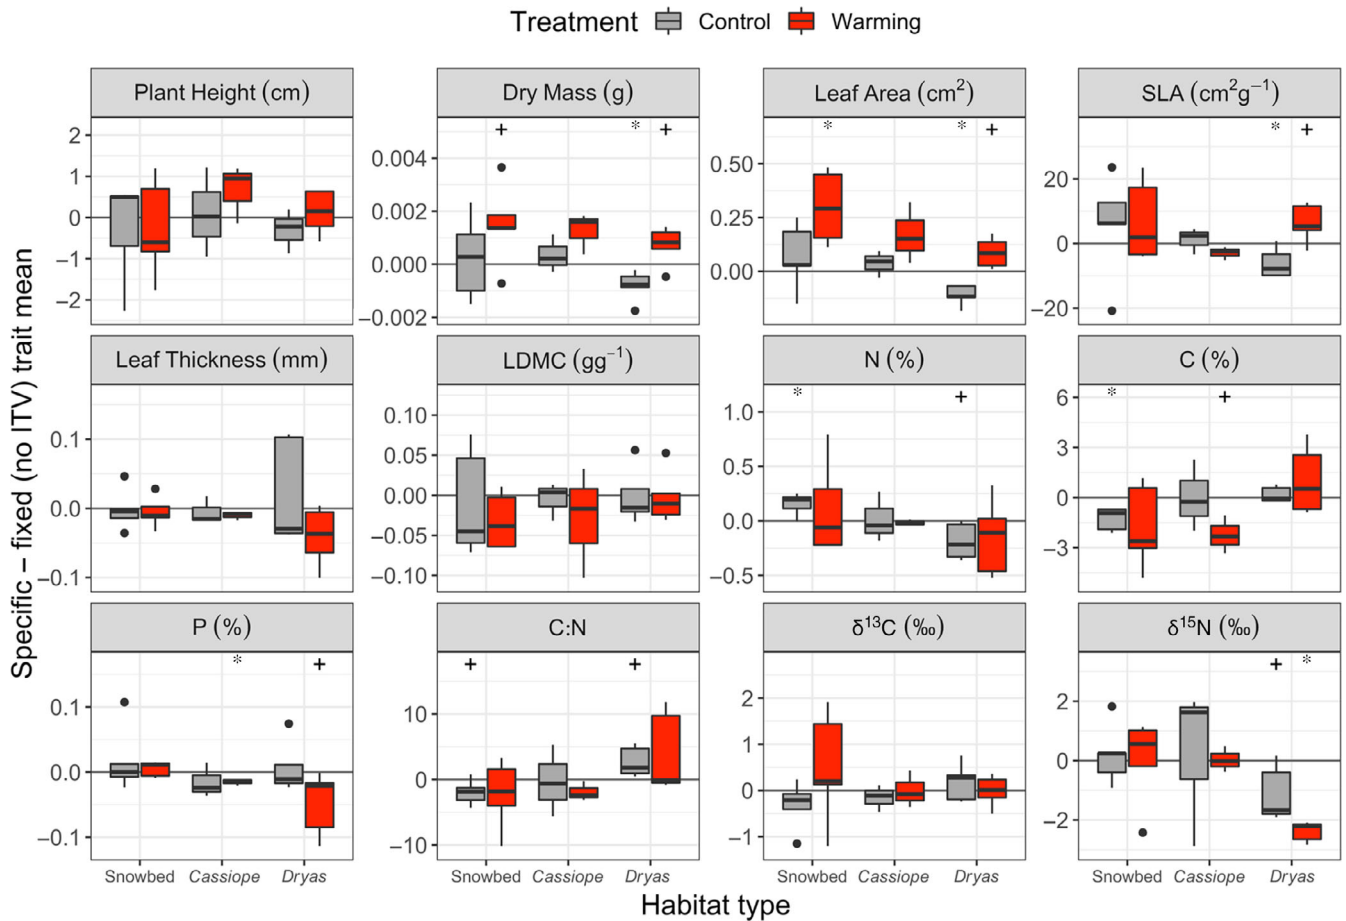 Treatment Control Warming
Specific – fixed (no ITV) trait mean
Plant Height (cm)
2
1
0
−1
−2
Dry Mass (g)
+ * +
0.004
0.002
0.000
−0.002
Leaf Area (cm²)
* * +
0.50
0.25
0.00
SLA (cm²g⁻¹)
* +
20
0
−20
Leaf Thickness (mm)
0.1
0.0
−0.1
LDMC (gg⁻¹)
0.10
0.05
0.00
−0.05
−0.10
N (%)
* +
1.0
0.5
0.0
−0.5
C (%)
* +
6
3
0
−3
P (%)
* +
0.1
0.0
−0.1
Snowbed Cassiope Dryas
C:N
+ +
10
0
−10
Snowbed Cassiope Dryas
δ¹³C (‰)
2
1
0
−1
Snowbed Cassiope Dryas
δ¹⁵N (‰)
+ *
2
0
−2
Snowbed Cassiope Dryas
Habitat type